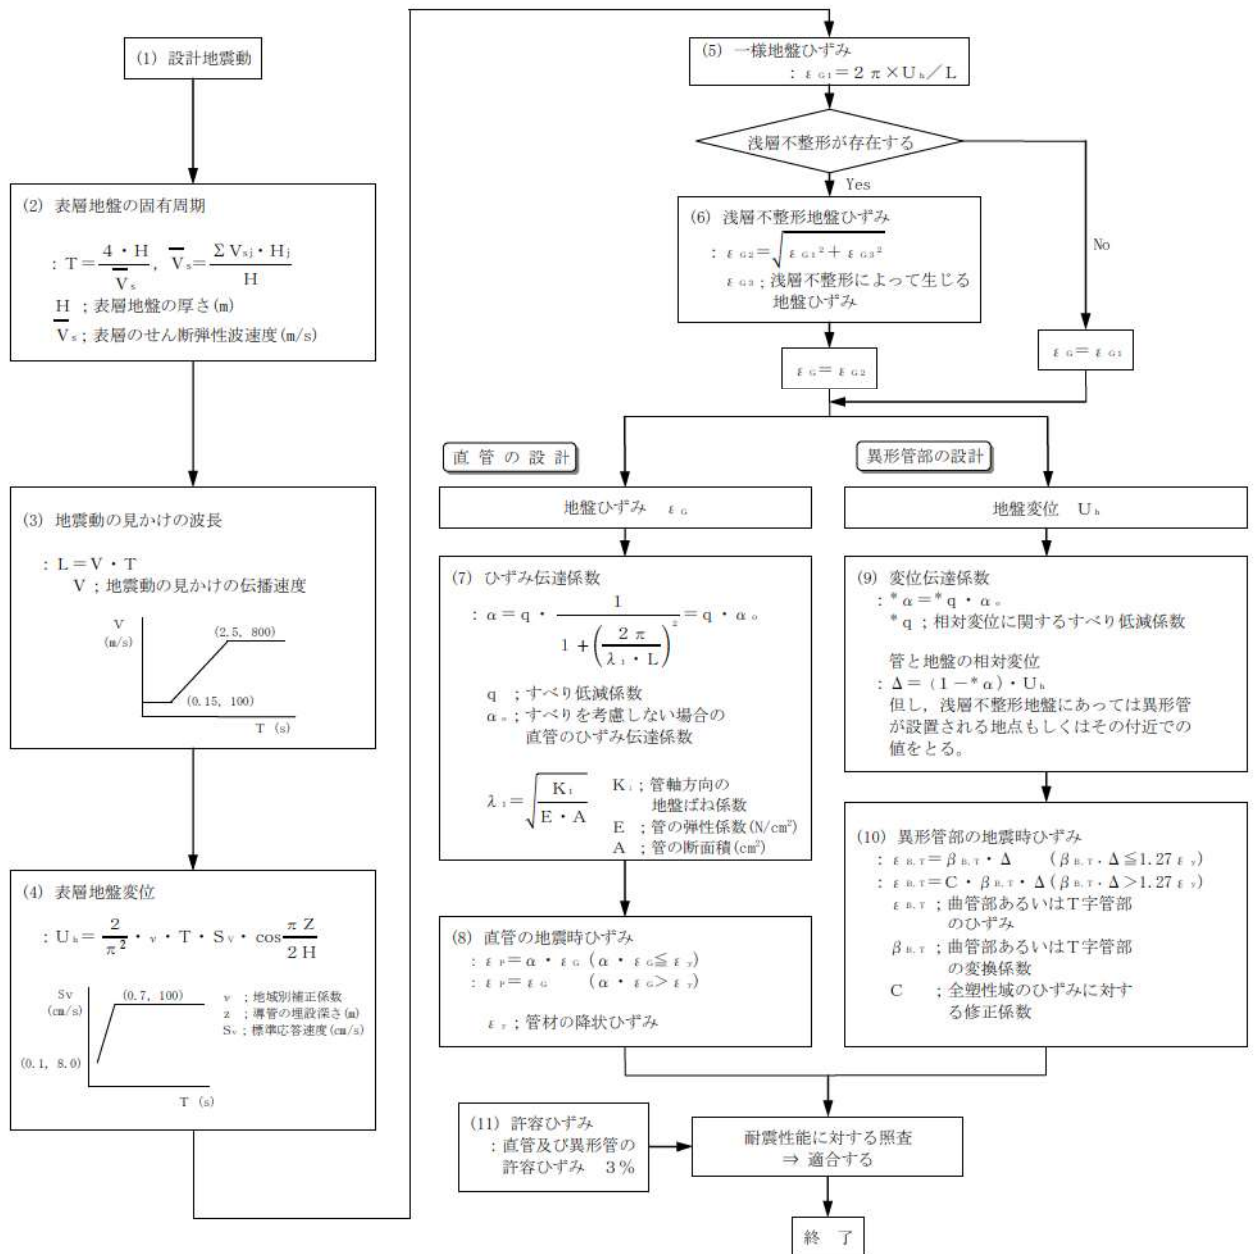 (1) 設計地震動
(2) 表層地盤の固有周期
：T＝4・H／V̅s，V̅s＝ΣVsj・Hj／H
H ；表層地盤の厚さ(m)
V̅s；表層のせん断弾性波速度(m/s)
(3) 地震動の見かけの波長
：L＝V・T
V；地震動の見かけの伝播速度
V
(m/s)
(2.5, 800)
(0.15, 100)
T (s)
(4) 表層地盤変位
：Uh＝2／π²・ν・T・SV・cos πZ／2H
Sv
(cm/s)
(0.7, 100)
(0.1, 8.0)
T (s)
ν ；地域別補正係数
z ；導管の埋設深さ(m)
Sv；標準応答速度(cm/s)
(5) 一様地盤ひずみ
：εG1＝2π×Uh／L
浅層不整形が存在する
Yes
No
(6) 浅層不整形地盤ひずみ
：εG2＝√(εG1²＋εG3²)
εG3；浅層不整形によって生じる
地盤ひずみ
εG＝εG2
εG＝εG1
直管の設計
地盤ひずみ εG
(7) ひずみ伝達係数
：α＝q・1／(1＋(2π／(λ1・L))²)＝q・αo
q ；すべり低減係数
αo；すべりを考慮しない場合の
直管のひずみ伝達係数
λ1＝√(K1／(E・A))
K1；管軸方向の
地盤ばね係数
E ；管の弾性係数(N/cm²)
A ；管の断面積(cm²)
(8) 直管の地震時ひずみ
：εP＝α・εG (α・εG≦εy)
：εP＝εG (α・εG＞εy)
εy；管材の降状ひずみ
異形管部の設計
地盤変位 Uh
(9) 変位伝達係数
：*α＝*q・αo
*q；相対変位に関するすべり低減係数
管と地盤の相対変位
：Δ＝(1－*α)・Uh
但し，浅層不整形地盤にあっては異形管
が設置される地点もしくはその付近での
値をとる。
(10) 異形管部の地震時ひずみ
：εB,T＝βB,T・Δ (βB,T・Δ≦1.27εy)
：εB,T＝C・βB,T・Δ(βB,T・Δ＞1.27εy)
εB,T；曲管部あるいはT字管部
のひずみ
βB,T；曲管部あるいはT字管部
の変換係数
C ；全塑性域のひずみに対す
る修正係数
(11) 許容ひずみ
：直管及び異形管の
許容ひずみ 3％
耐震性能に対する照査
⇒ 適合する
終 了